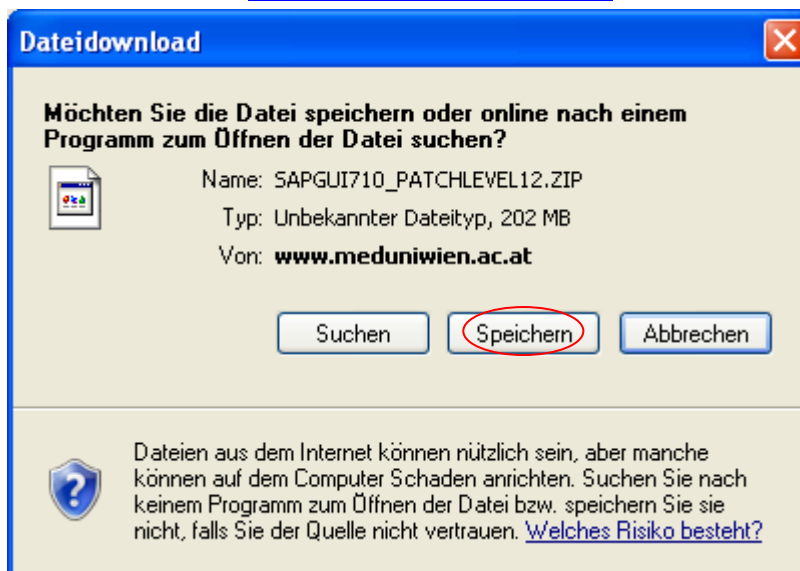 Dateidownload
Möchten Sie die Datei speichern oder online nach einem
Programm zum Öffnen der Datei suchen?
Name: SAPGUI710_PATCHLEVEL12.ZIP
Typ: Unbekannter Dateityp, 202 MB
Von: www.meduniwien.ac.at
Suchen Speichern Abbrechen
Dateien aus dem Internet können nützlich sein, aber manche
können auf dem Computer Schaden anrichten. Suchen Sie nach
keinem Programm zum Öffnen der Datei bzw. speichern Sie sie
nicht, falls Sie der Quelle nicht vertrauen. Welches Risiko besteht?